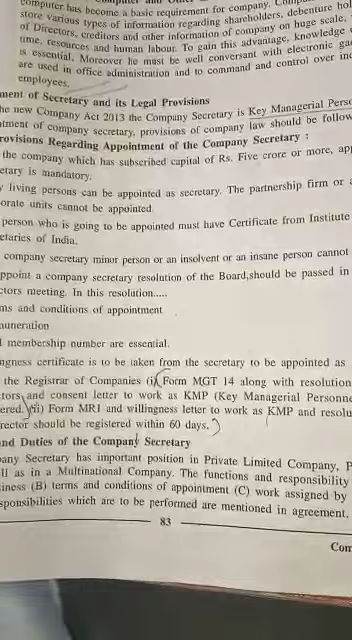 computer has become a basic requirement for company.
store various types of information regarding shareholders, debenture hol
of Directors, creditors and other information of company on huge scale,
time, resources and human labour. To gain this advantage, knowledge
is essential. Moreover he must be well conversant with electronic ga
are used in office administration and to command and control over in
employees.
ment of Secretary and its Legal Provisions
he new Company Act 2013 the Company Secretary is Key Managerial Perso
ntment of company secretary, provisions of company law should be follow
rovisions Regarding Appointment of the Company Secretary :
the company which has subscribed capital of Rs. Five crore or more, app
etary is mandatory.
y living persons can be appointed as secretary. The partnership firm or
orate units cannot be appointed
person who is going to be appointed must have Certificate from Institute
etaries of India.
company secretary minor person or an insolvent or an insane person cannot
ppoint a company secretary resolution of the Board,should be passed in
ctors meeting. In this resolution.....
ms and conditions of appointment
nuneration
l membership number are essential.
ngness certificate is to be taken from the secretary to be appointed as
the Registrar of Companies (i) Form MGT 14 along with resolution
tors and consent letter to work as KMP (Key Managerial Personne
ered. (ii) Form MR1 and willingness letter to work as KMP and resolu
rector should be registered within 60 days.
and Duties of the Company Secretary
pany Secretary has important position in Private Limited Company, P
ll as in a Multinational Company. The functions and responsibility
siness (B) terms and conditions of appointment (C) work assigned by
sponsibilities which are to be performed are mentioned in agreement.
83
Com